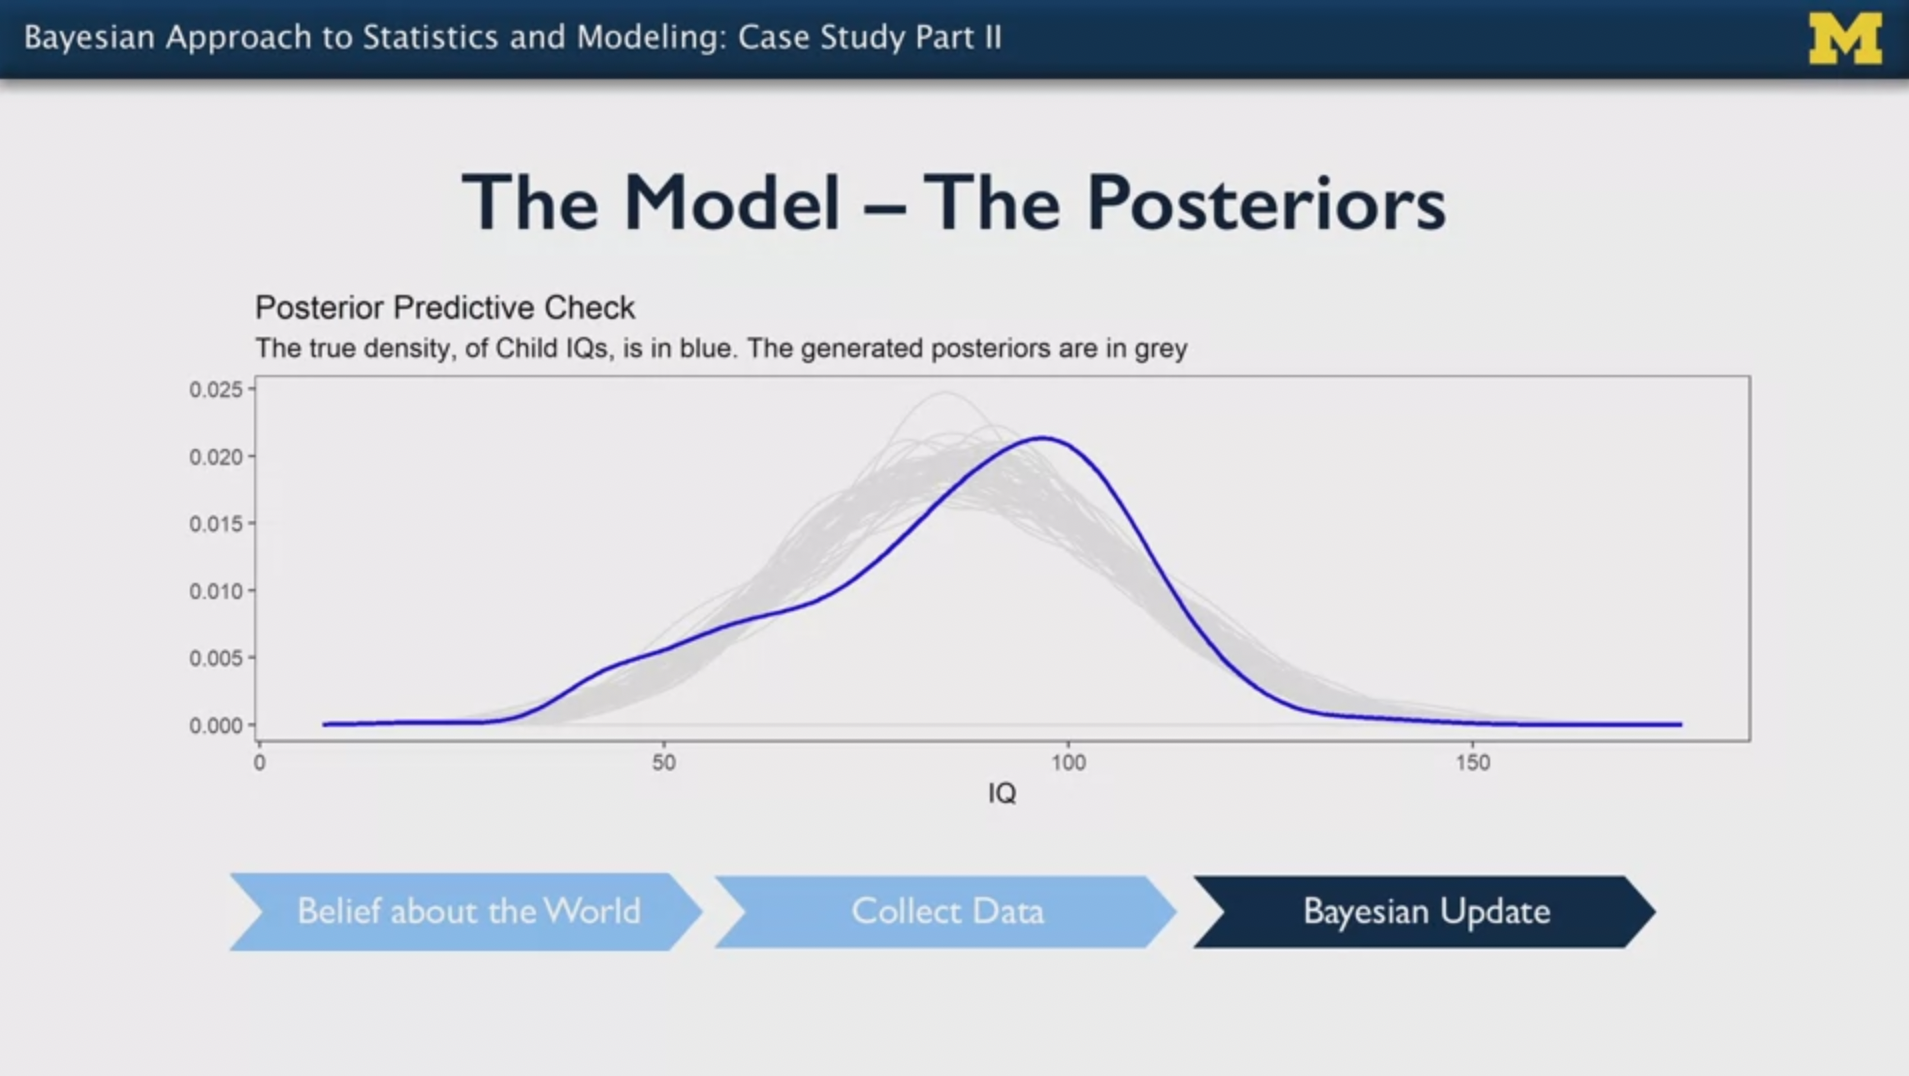 Bayesian Approach to Statistics and Modeling: Case Study Part II
M
The Model – The Posteriors
Posterior Predictive Check
The true density, of Child IQs, is in blue. The generated posteriors are in grey
0.025
0.020
0.015
0.010
0.005
0.000
0 50 100 150
IQ
Belief about the World Collect Data Bayesian Update